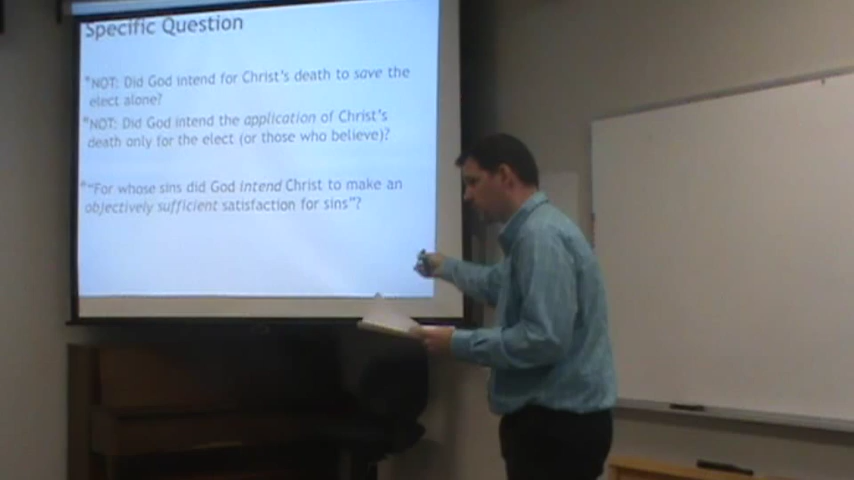 Specific Question
*NOT: Did God intend for Christ's death to save the
elect alone?
*NOT: Did God intend the application of Christ's
death only for the elect (or those who believe)?
*"For whose sins did God intend Christ to make an
objectively sufficient satisfaction for sins"?